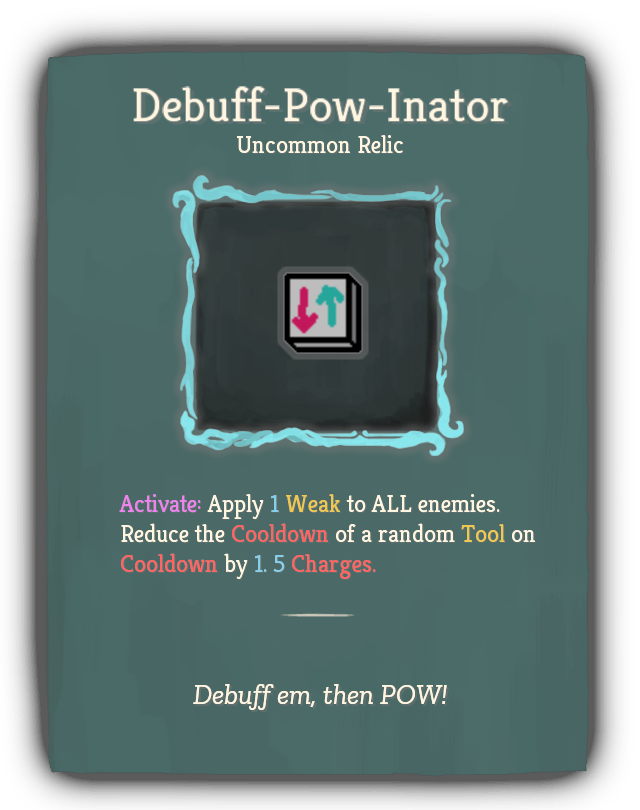 Debuff-Pow-Inator
Uncommon Relic
Activate: Apply 1 Weak to ALL enemies.
Reduce the Cooldown of a random Tool on
Cooldown by 1. 5 Charges.
Debuff em, then POW!